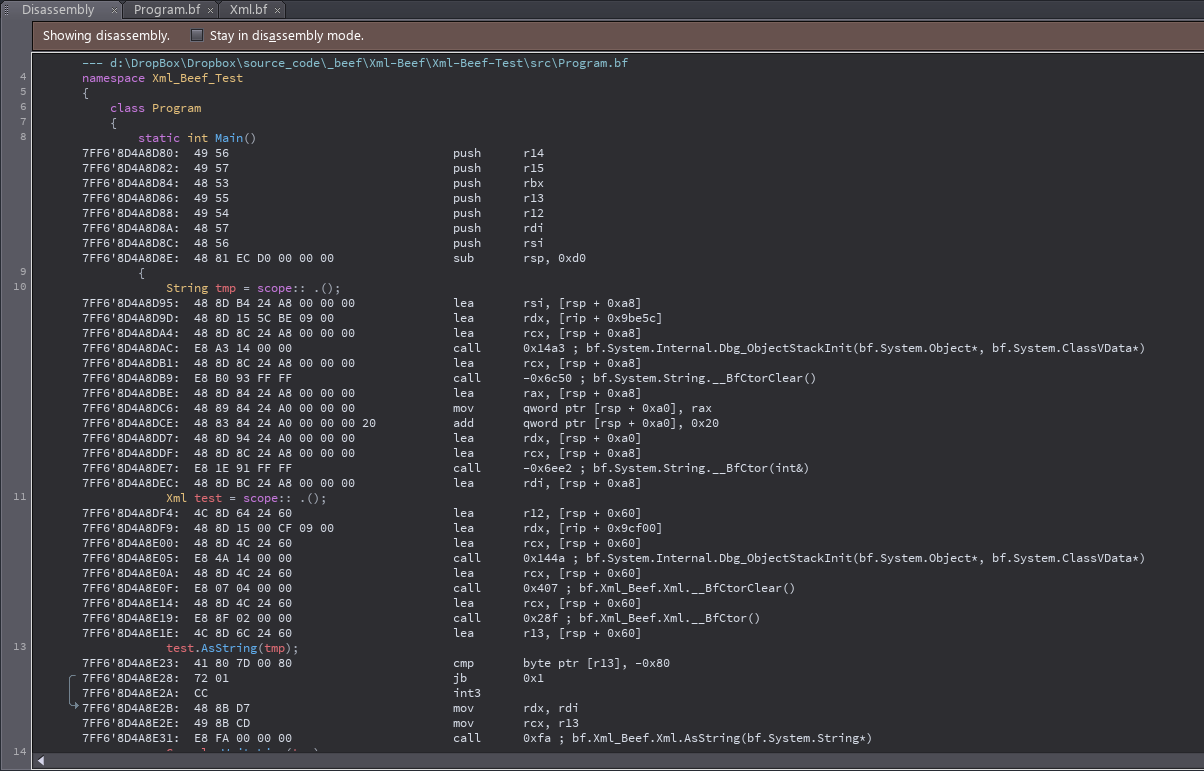 Disassembly × Program.bf × Xml.bf ×
Showing disassembly. Stay in disassembly mode.
--- d:\DropBox\Dropbox\source_code\_beef\Xml-Beef\Xml-Beef-Test\src\Program.bf
4 namespace Xml_Beef_Test
5 {
6 class Program
7 {
8 static int Main()
7FF6'8D4A8D80: 49 56 push r14
7FF6'8D4A8D82: 49 57 push r15
7FF6'8D4A8D84: 48 53 push rbx
7FF6'8D4A8D86: 49 55 push r13
7FF6'8D4A8D88: 49 54 push r12
7FF6'8D4A8D8A: 48 57 push rdi
7FF6'8D4A8D8C: 48 56 push rsi
7FF6'8D4A8D8E: 48 81 EC D0 00 00 00 sub rsp, 0xd0
9 {
10 String tmp = scope:: .();
7FF6'8D4A8D95: 48 8D B4 24 A8 00 00 00 lea rsi, [rsp + 0xa8]
7FF6'8D4A8D9D: 48 8D 15 5C BE 09 00 lea rdx, [rip + 0x9be5c]
7FF6'8D4A8DA4: 48 8D 8C 24 A8 00 00 00 lea rcx, [rsp + 0xa8]
7FF6'8D4A8DAC: E8 A3 14 00 00 call 0x14a3 ; bf.System.Internal.Dbg_ObjectStackInit(bf.System.Object*, bf.System.ClassVData*)
7FF6'8D4A8DB1: 48 8D 8C 24 A8 00 00 00 lea rcx, [rsp + 0xa8]
7FF6'8D4A8DB9: E8 B0 93 FF FF call -0x6c50 ; bf.System.String.__BfCtorClear()
7FF6'8D4A8DBE: 48 8D 84 24 A8 00 00 00 lea rax, [rsp + 0xa8]
7FF6'8D4A8DC6: 48 89 84 24 A0 00 00 00 mov qword ptr [rsp + 0xa0], rax
7FF6'8D4A8DCE: 48 83 84 24 A0 00 00 00 20 add qword ptr [rsp + 0xa0], 0x20
7FF6'8D4A8DD7: 48 8D 94 24 A0 00 00 00 lea rdx, [rsp + 0xa0]
7FF6'8D4A8DDF: 48 8D 8C 24 A8 00 00 00 lea rcx, [rsp + 0xa8]
7FF6'8D4A8DE7: E8 1E 91 FF FF call -0x6ee2 ; bf.System.String.__BfCtor(int&)
7FF6'8D4A8DEC: 48 8D BC 24 A8 00 00 00 lea rdi, [rsp + 0xa8]
11 Xml test = scope:: .();
7FF6'8D4A8DF4: 4C 8D 64 24 60 lea r12, [rsp + 0x60]
7FF6'8D4A8DF9: 48 8D 15 00 CF 09 00 lea rdx, [rip + 0x9cf00]
7FF6'8D4A8E00: 48 8D 4C 24 60 lea rcx, [rsp + 0x60]
7FF6'8D4A8E05: E8 4A 14 00 00 call 0x144a ; bf.System.Internal.Dbg_ObjectStackInit(bf.System.Object*, bf.System.ClassVData*)
7FF6'8D4A8E0A: 48 8D 4C 24 60 lea rcx, [rsp + 0x60]
7FF6'8D4A8E0F: E8 07 04 00 00 call 0x407 ; bf.Xml_Beef.Xml.__BfCtorClear()
7FF6'8D4A8E14: 48 8D 4C 24 60 lea rcx, [rsp + 0x60]
7FF6'8D4A8E19: E8 8F 02 00 00 call 0x28f ; bf.Xml_Beef.Xml.__BfCtor()
7FF6'8D4A8E1E: 4C 8D 6C 24 60 lea r13, [rsp + 0x60]
13 test.AsString(tmp);
7FF6'8D4A8E23: 41 80 7D 00 80 cmp byte ptr [r13], -0x80
7FF6'8D4A8E28: 72 01 jb 0x1
7FF6'8D4A8E2A: CC int3
7FF6'8D4A8E2B: 48 8B D7 mov rdx, rdi
7FF6'8D4A8E2E: 49 8B CD mov rcx, r13
7FF6'8D4A8E31: E8 FA 00 00 00 call 0xfa ; bf.Xml_Beef.Xml.AsString(bf.System.String*)
14